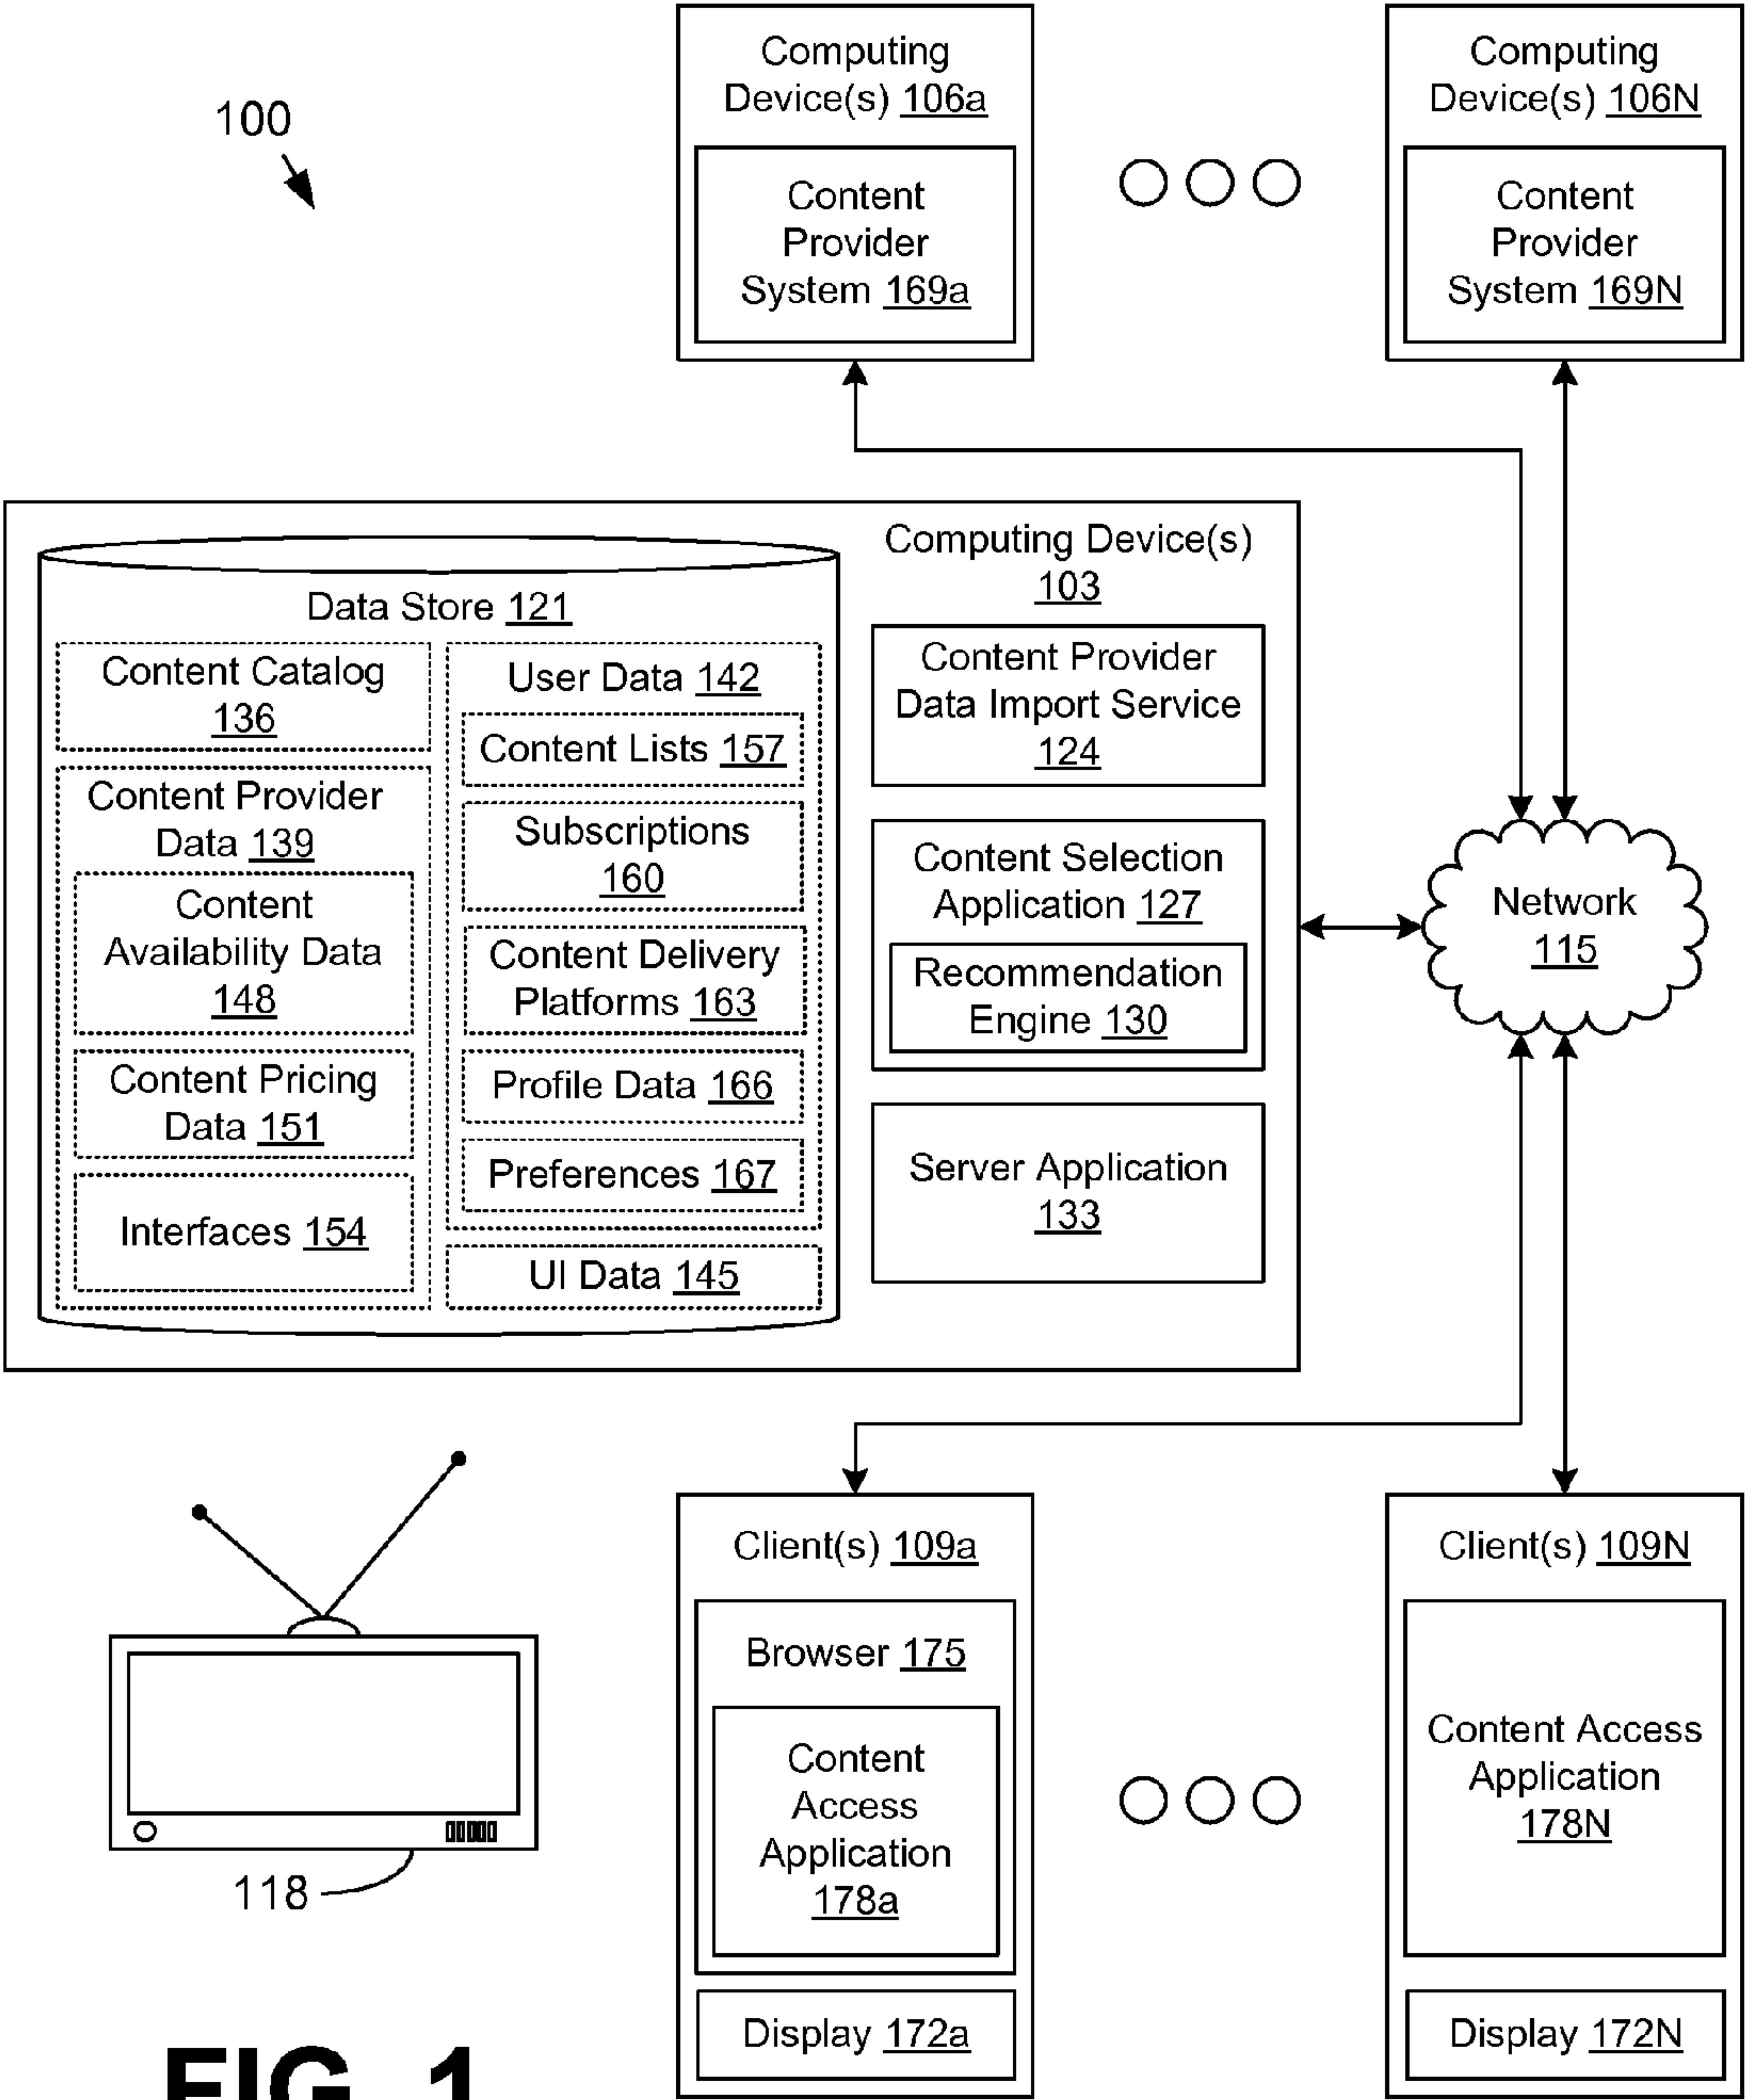 100
Computing
Device(s) 106a
Content
Provider
System 169a
Computing
Device(s) 106N
Content
Provider
System 169N
Data Store 121
Content Catalog
136
Content Provider
Data 139
Content
Availability Data
148
Content Pricing
Data 151
Interfaces 154
User Data 142
Content Lists 157
Subscriptions
160
Content Delivery
Platforms 163
Profile Data 166
Preferences 167
UI Data 145
Computing Device(s)
103
Content Provider
Data Import Service
124
Content Selection
Application 127
Recommendation
Engine 130
Server Application
133
Network
115
118
Client(s) 109a
Browser 175
Content
Access
Application
178a
Display 172a
Client(s) 109N
Content Access
Application
178N
Display 172N
FIG. 1